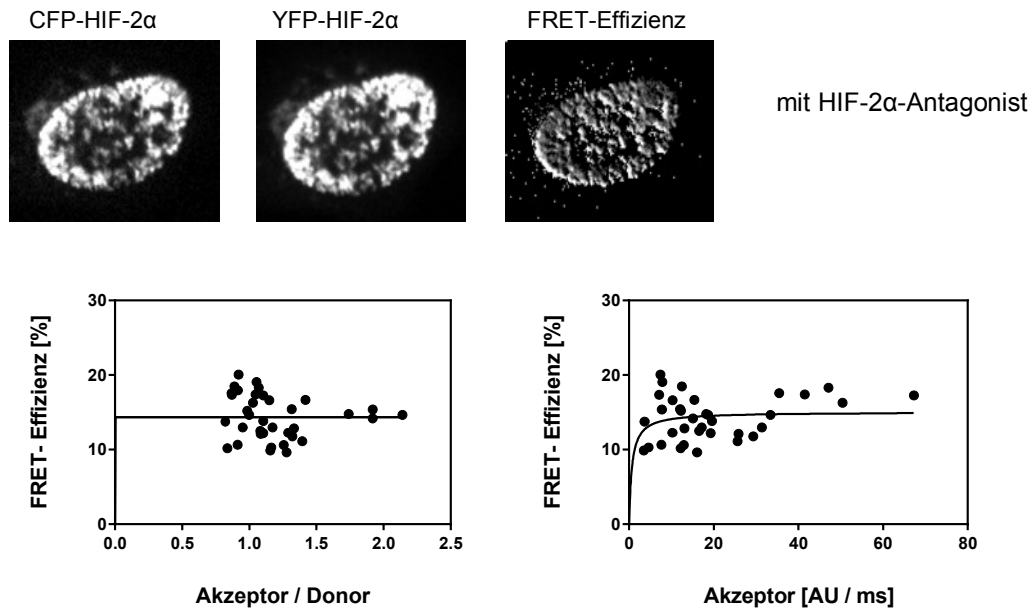 CFP-HIF-2α YFP-HIF-2α FRET-Effizienz
mit HIF-2α-Antagonist
30
20
10
0
FRET- Effizienz [%]
0.0 0.5 1.0 1.5 2.0 2.5
Akzeptor / Donor
30
20
10
0
FRET- Effizienz [%]
0 20 40 60 80
Akzeptor [AU / ms]